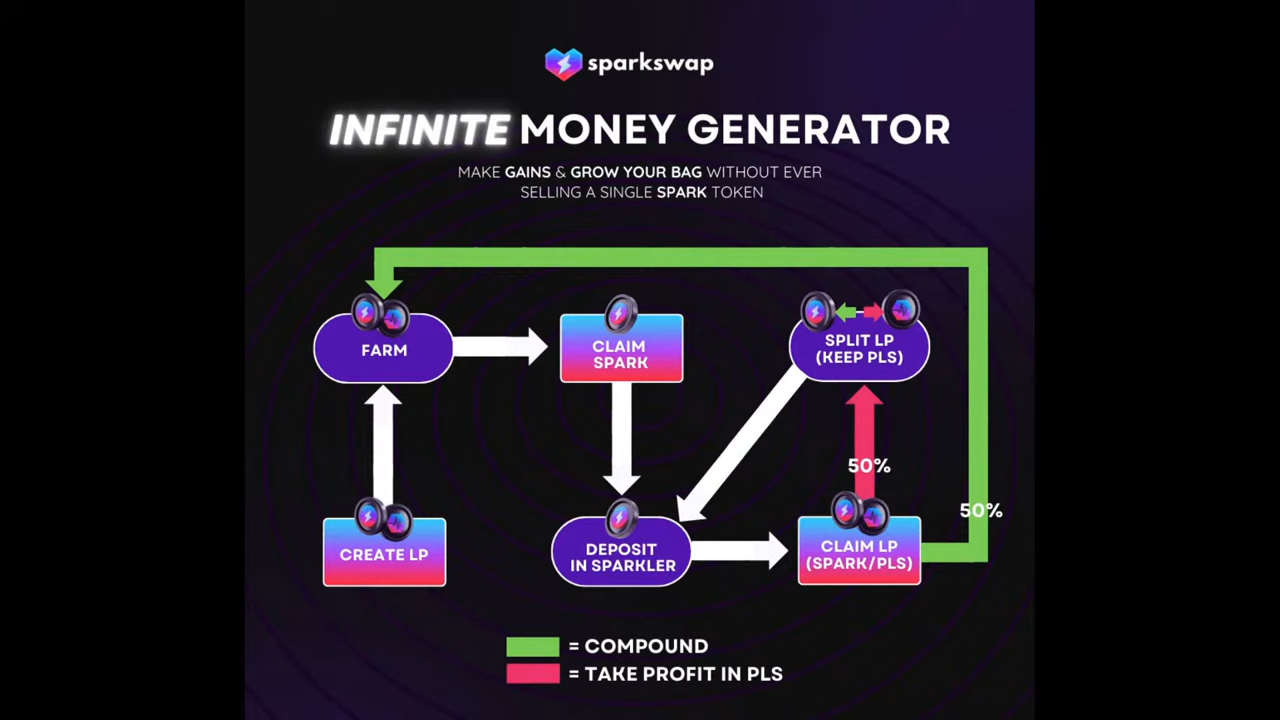 sparkswap
INFINITE MONEY GENERATOR
MAKE GAINS & GROW YOUR BAG WITHOUT EVER
SELLING A SINGLE SPARK TOKEN
FARM
CLAIM
SPARK
SPLIT LP
(KEEP PLS)
50%
50%
CREATE LP
DEPOSIT
IN SPARKLER
CLAIM LP
(SPARK/PLS)
= COMPOUND
= TAKE PROFIT IN PLS